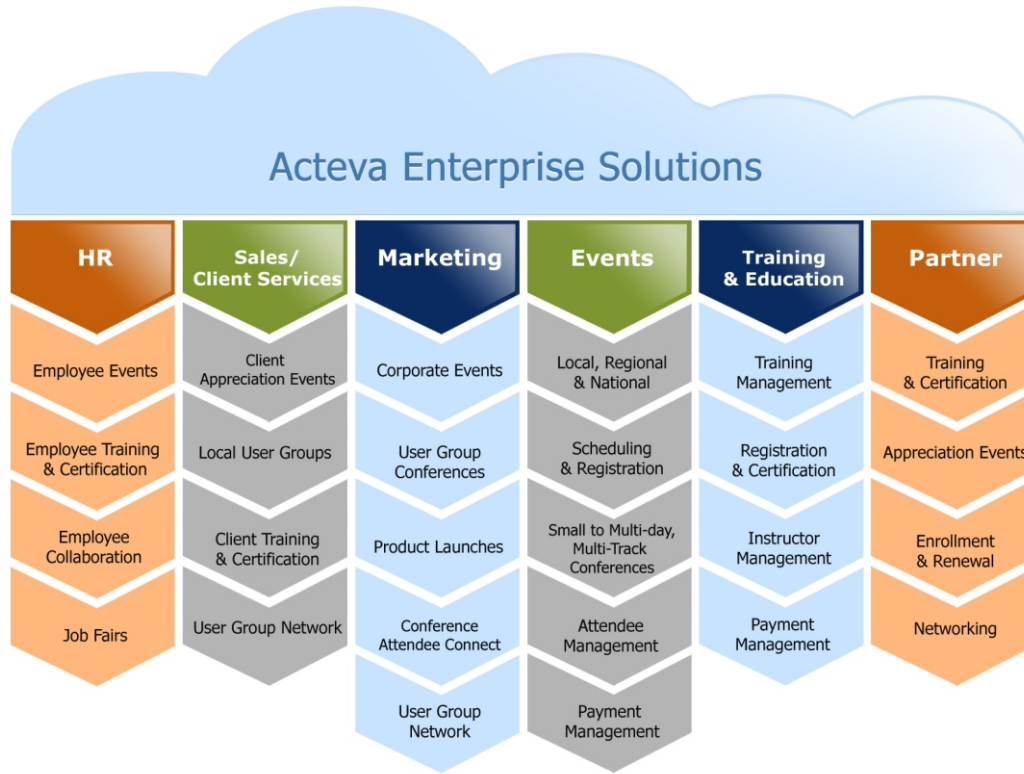 Acteva Enterprise Solutions
HR
Employee Events
Employee Training
& Certification
Employee
Collaboration
Job Fairs
Sales/
Client Services
Client
Appreciation Events
Local User Groups
Client Training
& Certification
User Group Network
Marketing
Corporate Events
User Group
Conferences
Product Launches
Conference
Attendee Connect
User Group
Network
Events
Local, Regional
& National
Scheduling
& Registration
Small to Multi-day,
Multi-Track
Conferences
Attendee
Management
Payment
Management
Training
& Education
Training
Management
Registration
& Certification
Instructor
Management
Payment
Management
Partner
Training
& Certification
Appreciation Events
Enrollment
& Renewal
Networking